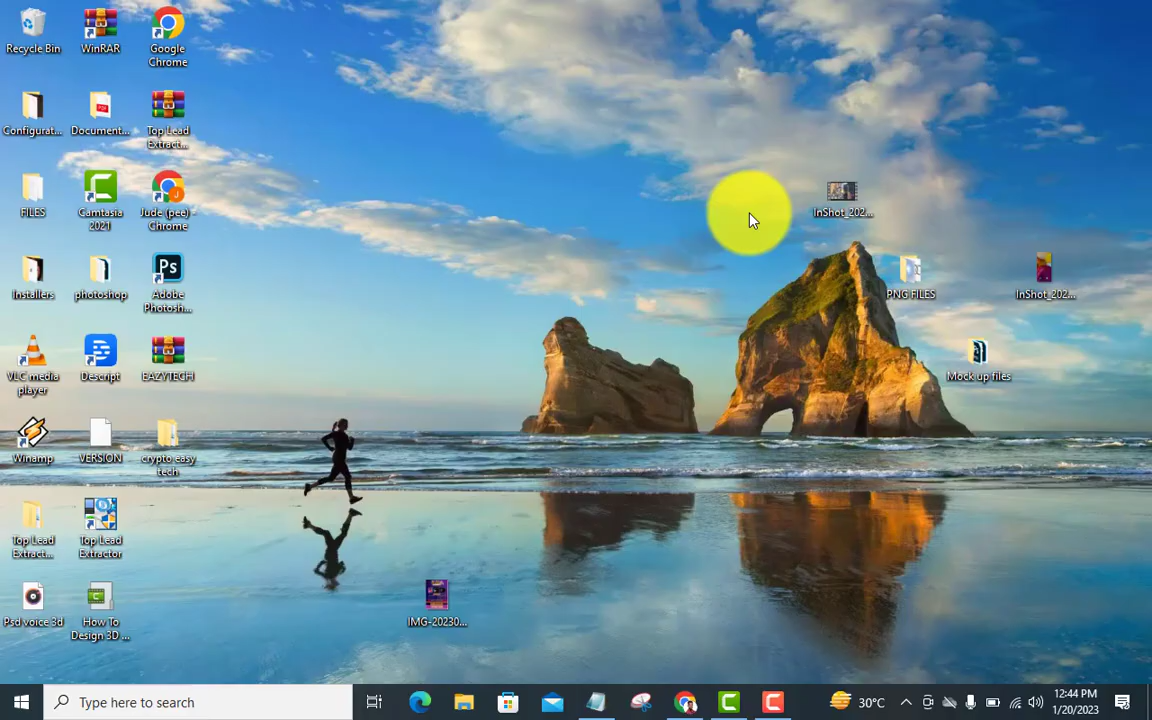 Recycle Bin
WinRAR
Google
Chrome
Configurat...
Document...
Top Lead
Extract...
FILES
Camtasia
2021
Jude (pee) -
Chrome
Installers
photoshop
Adobe
Photosh...
VLC media
player
Descript
EAZYTECH
Winamp
VERSION
crypto easy
tech
Top Lead
Extract...
Top Lead
Extractor
Psd voice 3d
How To
Design 3D ...
IMG-20230...
InShot_202...
PNG FILES
InShot_202...
Mock up files
Type here to search
30°C
12:44 PM
1/20/2023